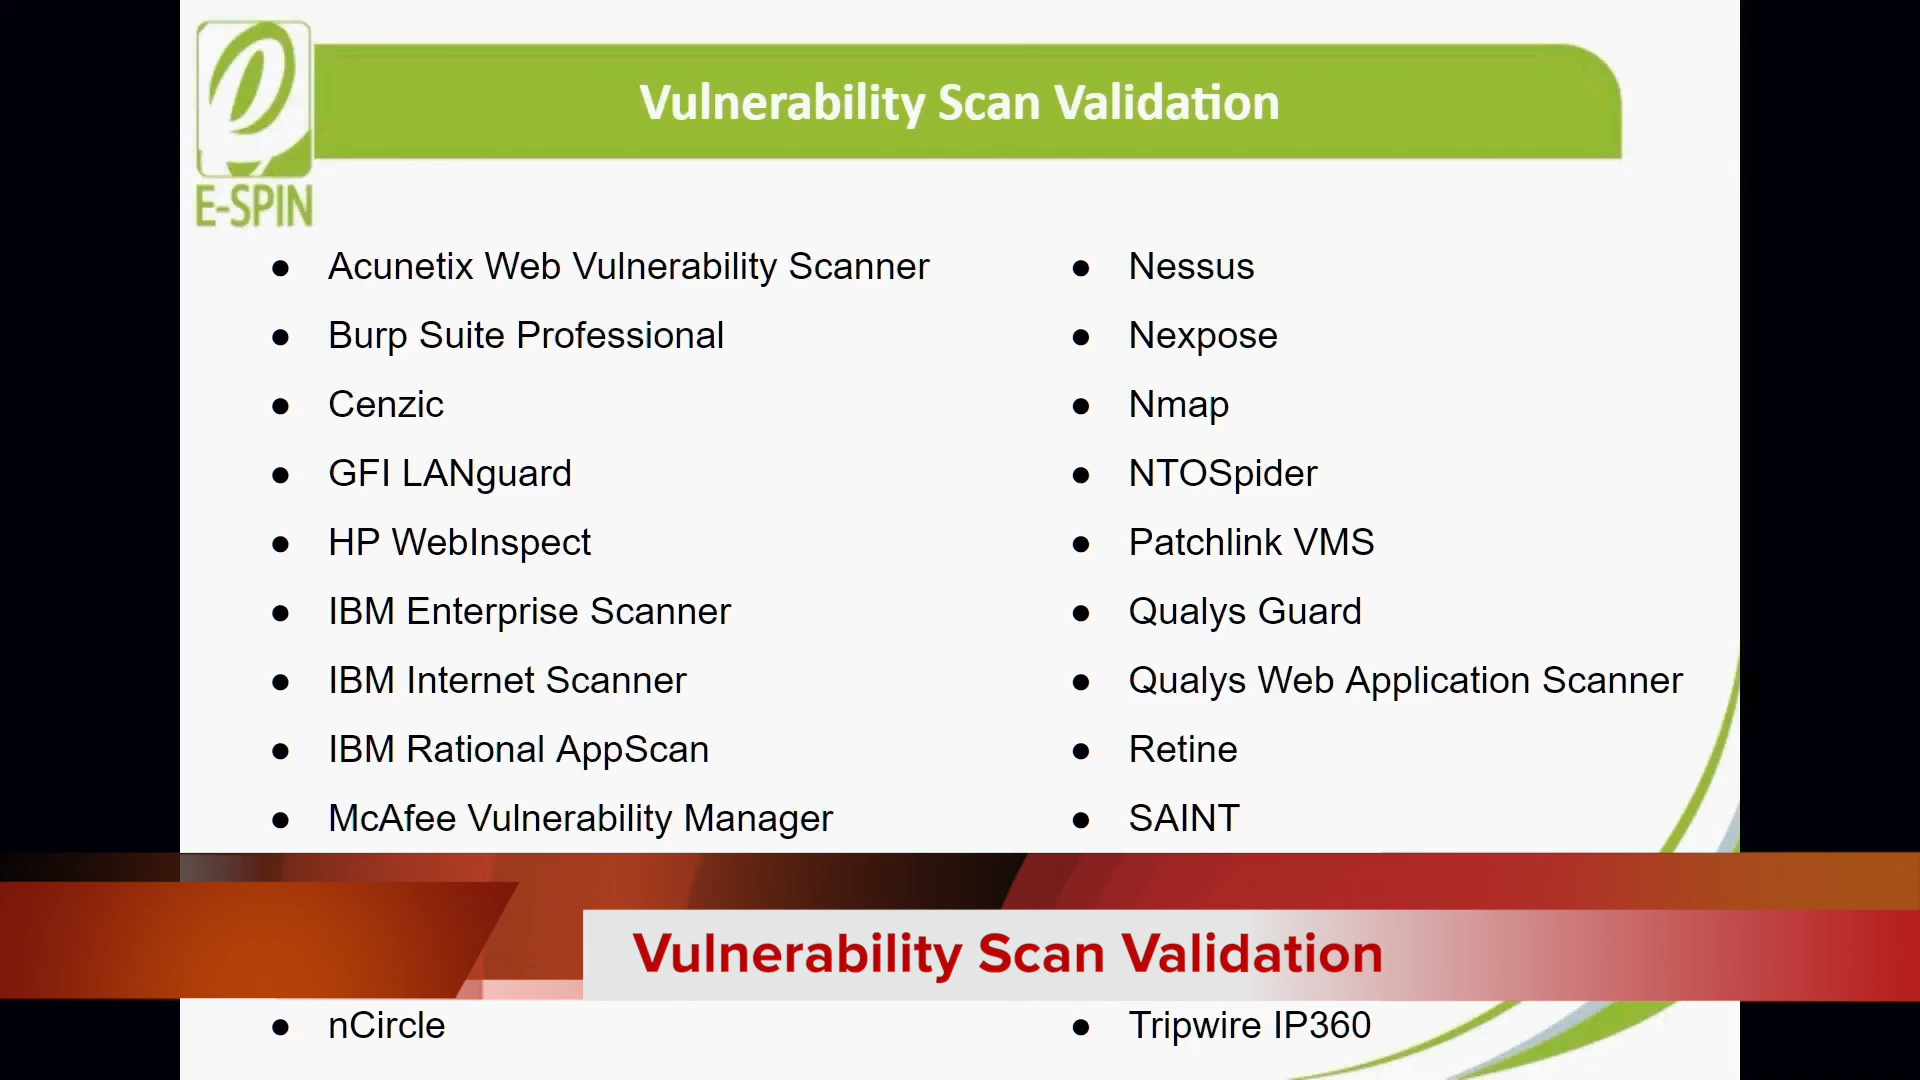 Vulnerability Scan Validation
E-SPIN
Acunetix Web Vulnerability Scanner
Burp Suite Professional
Cenzic
GFI LANguard
HP WebInspect
IBM Enterprise Scanner
IBM Internet Scanner
IBM Rational AppScan
McAfee Vulnerability Manager
nCircle
Nessus
Nexpose
Nmap
NTOSpider
Patchlink VMS
Qualys Guard
Qualys Web Application Scanner
Retine
SAINT
Tripwire IP360
Vulnerability Scan Validation